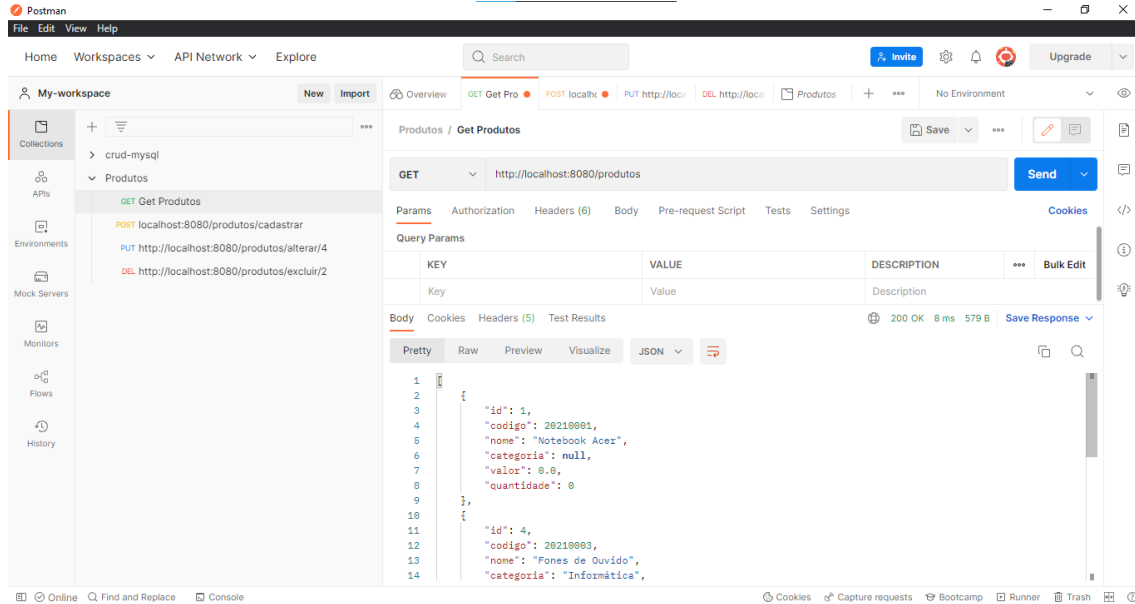 Postman
File Edit View Help
Home Workspaces API Network Explore Search Invite Upgrade
My-workspace New Import Overview GET Get Pro POST localhc PUT http://loca DEL http://loca Produtos No Environment
Collections
APIs
Environments
Mock Servers
Monitors
Flows
History
crud-mysql
Produtos
GET Get Produtos
POST localhost:8080/produtos/cadastrar
PUT http://localhost:8080/produtos/alterar/4
DEL http://localhost:8080/produtos/excluir/2
Produtos / Get Produtos Save
GET http://localhost:8080/produtos Send
Params Authorization Headers (6) Body Pre-request Script Tests Settings Cookies
Query Params
KEY VALUE DESCRIPTION Bulk Edit
Key Value Description
Body Cookies Headers (5) Test Results 200 OK 8 ms 579 B Save Response
Pretty Raw Preview Visualize JSON
1 [
2 {
3 "id": 1,
4 "codigo": 20210001,
5 "nome": "Notebook Acer",
6 "categoria": null,
7 "valor": 0.0,
8 "quantidade": 0
9 },
10 {
11 "id": 4,
12 "codigo": 20210003,
13 "nome": "Fones de Ouvido",
14 "categoria": "Informática",
Online Find and Replace Console Cookies Capture requests Bootcamp Runner Trash